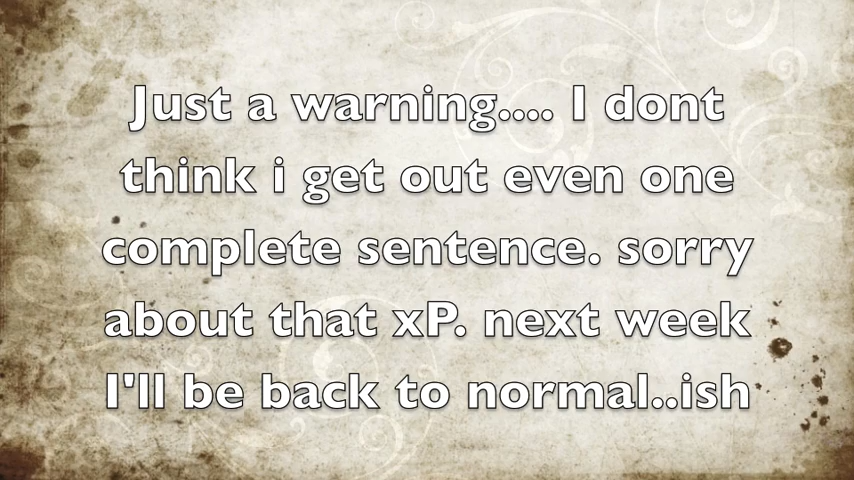 Just a warning.... I dont
think i get out even one
complete sentence. sorry
about that xP. next week
I'll be back to normal..ish